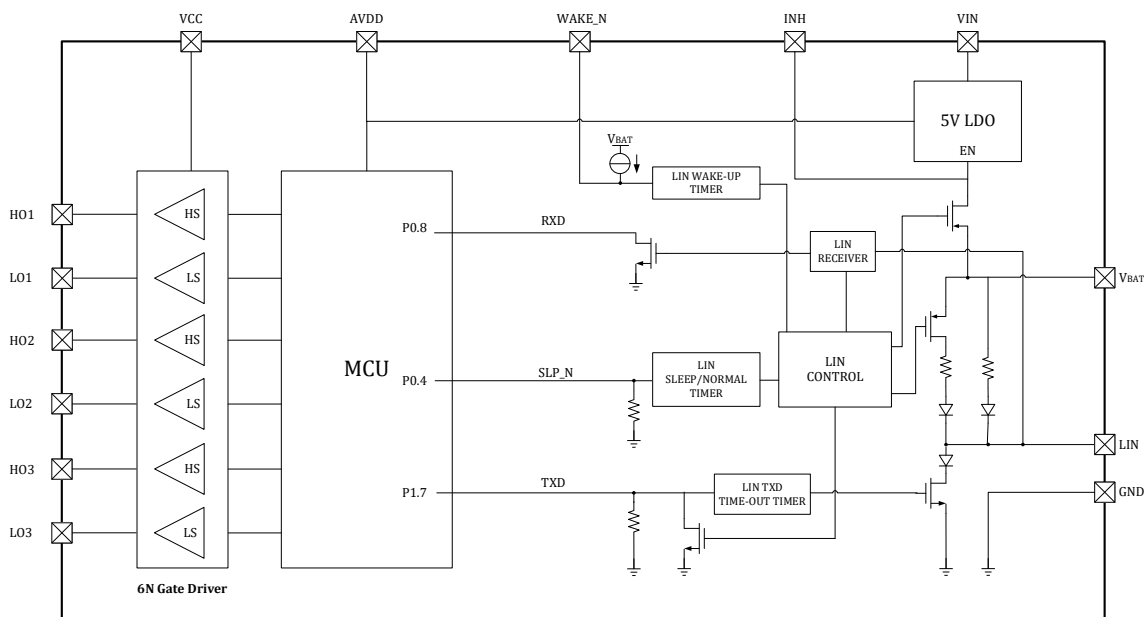 VCC
AVDD
WAKE_N
INH
VIN
5V LDO
EN
VBAT
LIN WAKE-UP
TIMER
HO1
HS
P0.8
RXD
LIN
RECEIVER
LO1
LS
VBAT
HO2
HS
MCU
LIN
CONTROL
P0.4
SLP_N
LIN
SLEEP/NORMAL
TIMER
LO2
LS
LIN
HO3
HS
P1.7
TXD
LIN TXD
TIME-OUT TIMER
GND
LO3
LS
6N Gate Driver